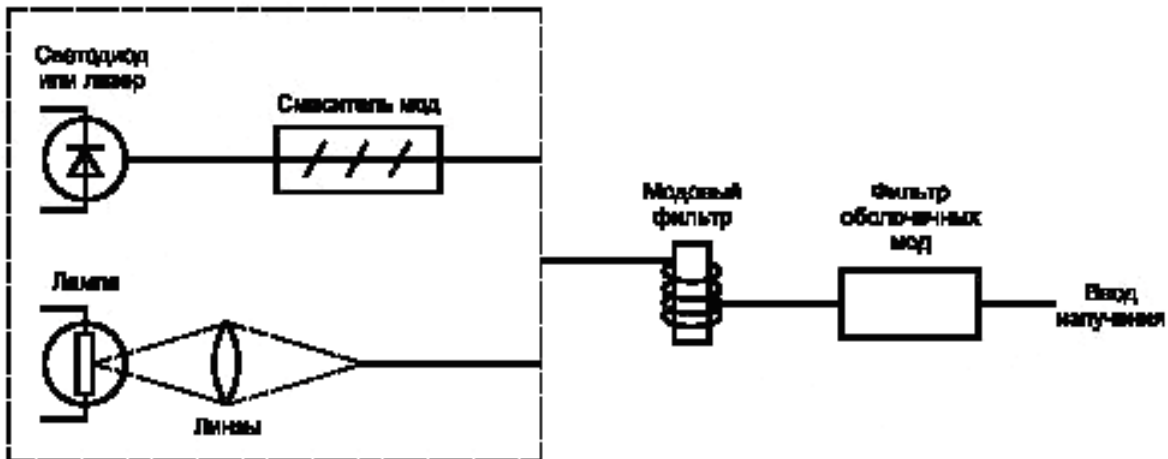 Светодиод
или лазер
Смеситель мод
Модовый
фильтр
Фильтр
оболочечных
мод
Лампа
Линзы
Ввод
излучения